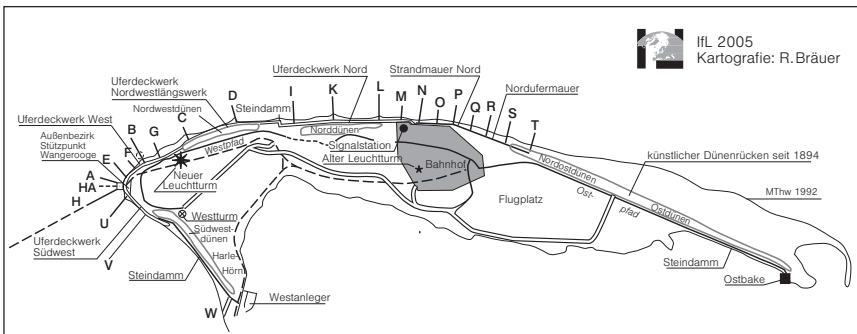 IfL 2005
Kartografie: R.Bräuer
Uferdeckwerk Nord
Strandmauer Nord
Nordufermauer
Uferdeckwerk
Nordwestlängswerk
Nordwestdünen
Steindamm
D
I
K
L
M
N
O
P
Q
R
S
T
Uferdeckwerk West
Außenbezirk
Stützpunkt
Wangerooge
B
F
G
C
E
A
HA
H
U
V
W
Westpfad
Norddünen
Signalstation
Alter Leuchtturm
Bahnhof
Neuer
Leuchtturm
Westturm
Südwest-
dünen
Harle-
Hörn
Uferdeckwerk
Südwest
Steindamm
Westanleger
Flugplatz
Nordostdünen
Ost-
pfad
Ostdünen
künstlicher Dünenrücken seit 1894
MThw 1992
Steindamm
Ostbake